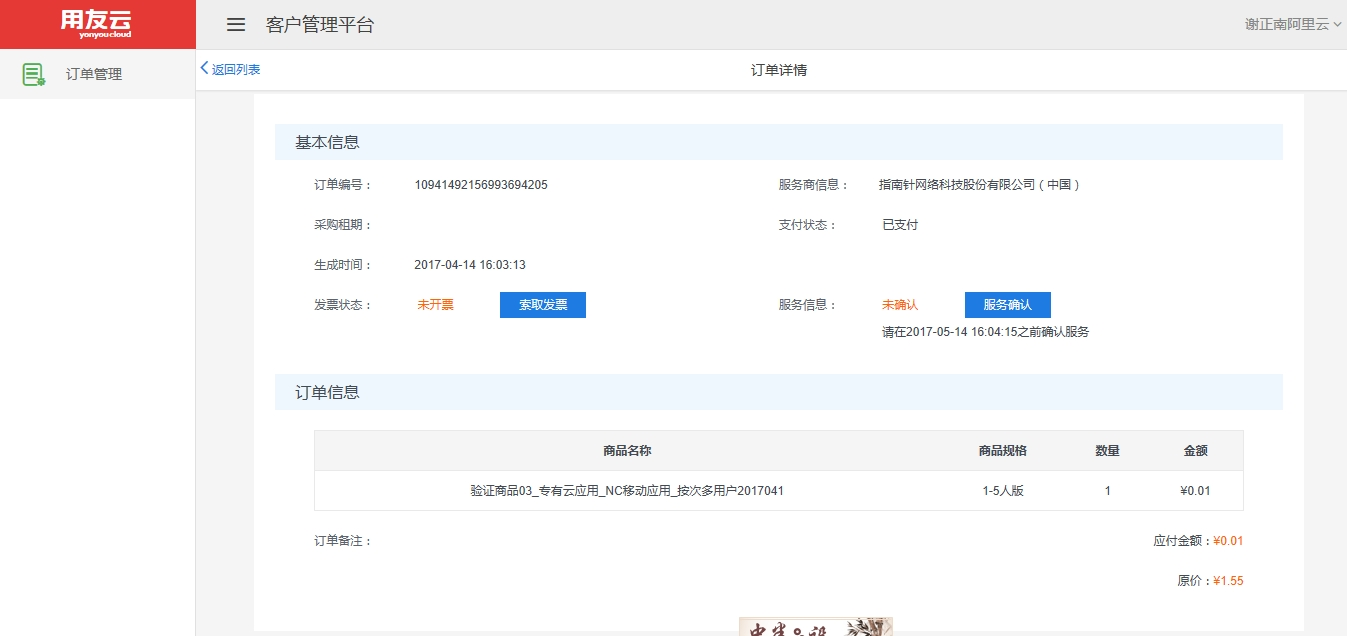 用友云
yonyoucloud
客户管理平台
谢正南阿里云
订单管理
返回列表
订单详情
基本信息
订单编号：
10941492156993694205
服务商信息：
指南针网络科技股份有限公司（中国）
采购租期：
支付状态：
已支付
生成时间：
2017-04-14 16:03:13
发票状态：
未开票
索取发票
服务信息：
未确认
服务确认
请在2017-05-14 16:04:15之前确认服务
订单信息
商品名称
商品规格
数量
金额
验证商品03_专有云应用_NC移动应用_按次多用户2017041
1-5人版
1
¥0.01
订单备注：
应付金额：¥0.01
原价：¥1.55